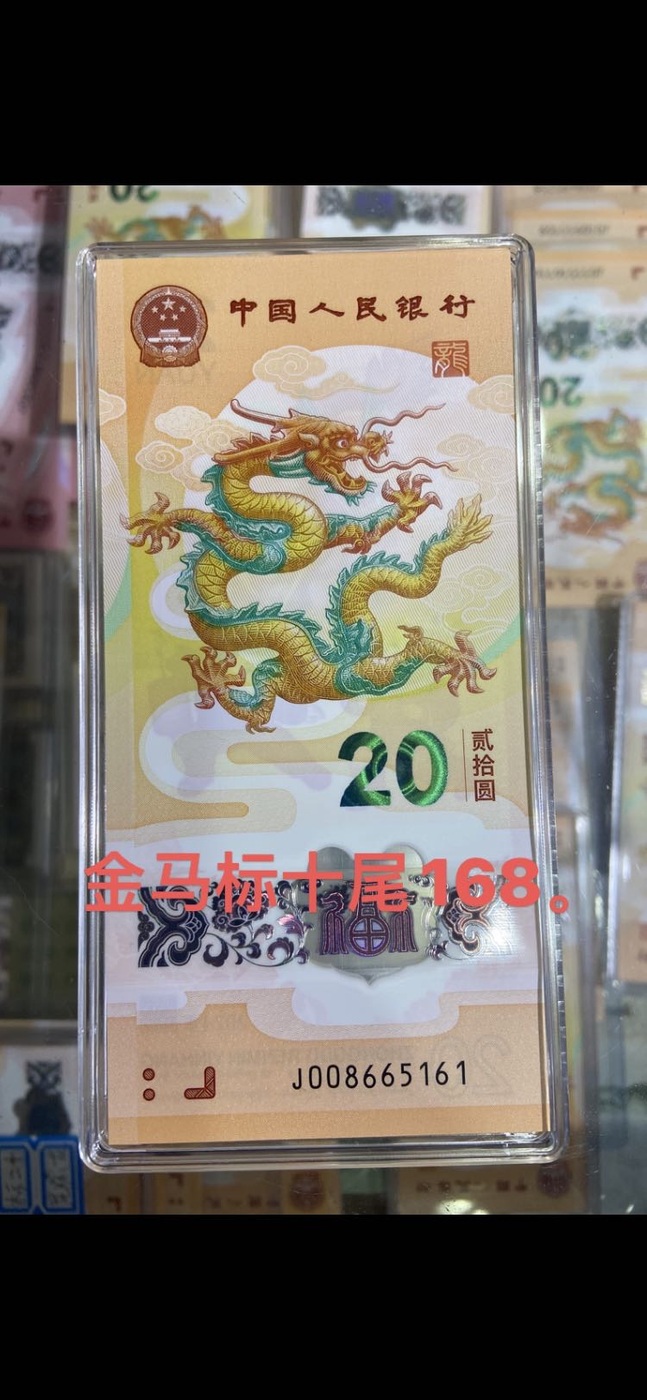 中国人民银行
龍
20
贰拾圆
金马标十尾168。
福
J008665161